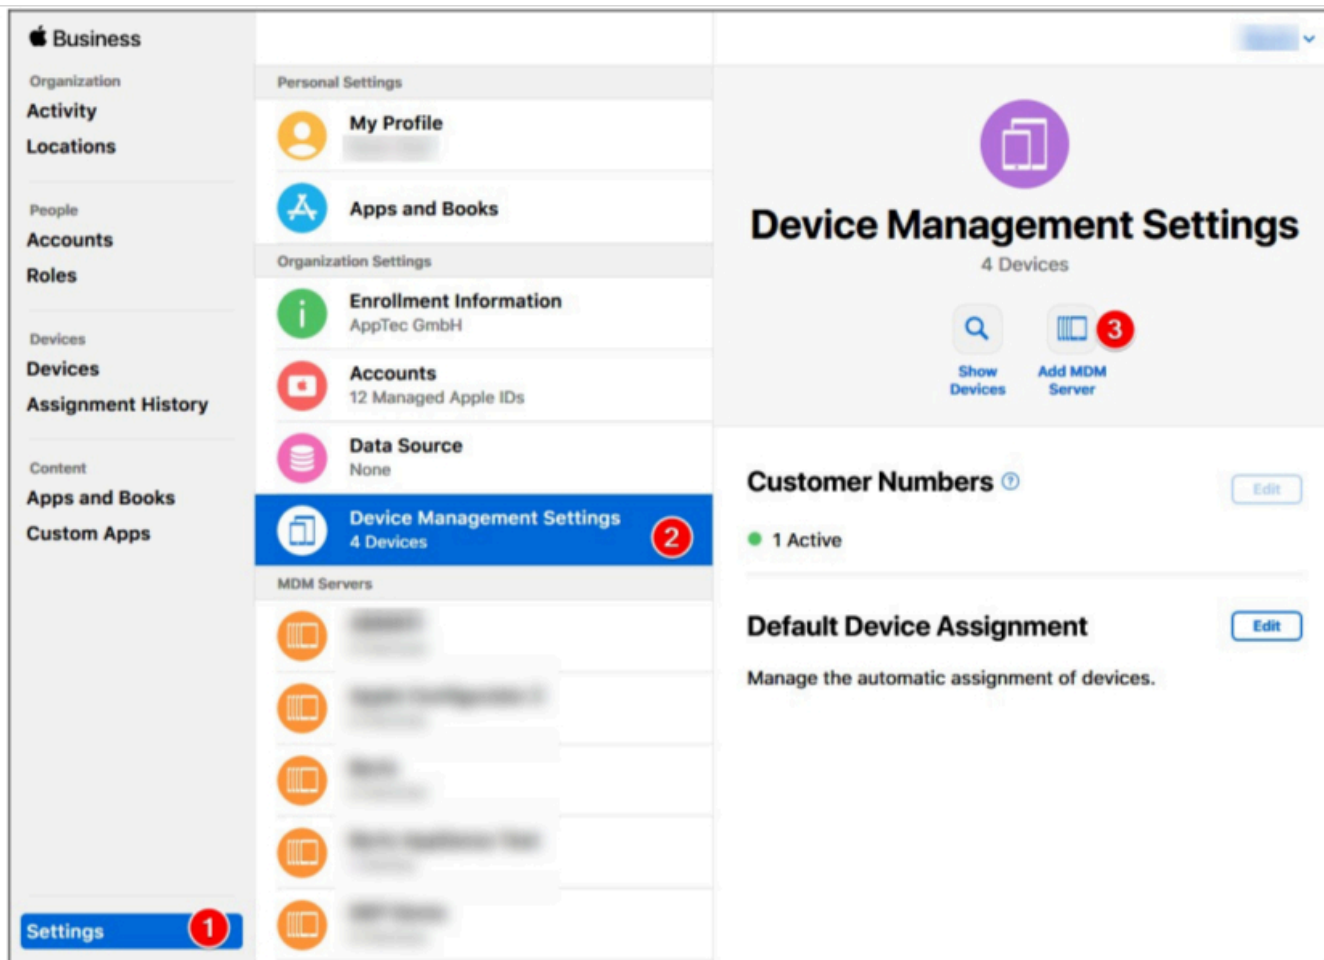 Business
Organization
Activity
Locations
People
Accounts
Roles
Devices
Devices
Assignment History
Content
Apps and Books
Custom Apps
Settings
1
Personal Settings
My Profile
Apps and Books
Organization Settings
Enrollment Information
AppTec GmbH
Accounts
12 Managed Apple IDs
Data Source
None
Device Management Settings
4 Devices
2
MDM Servers
Device Management Settings
4 Devices
3
Show
Devices
Add MDM
Server
Customer Numbers
Edit
1 Active
Default Device Assignment
Edit
Manage the automatic assignment of devices.